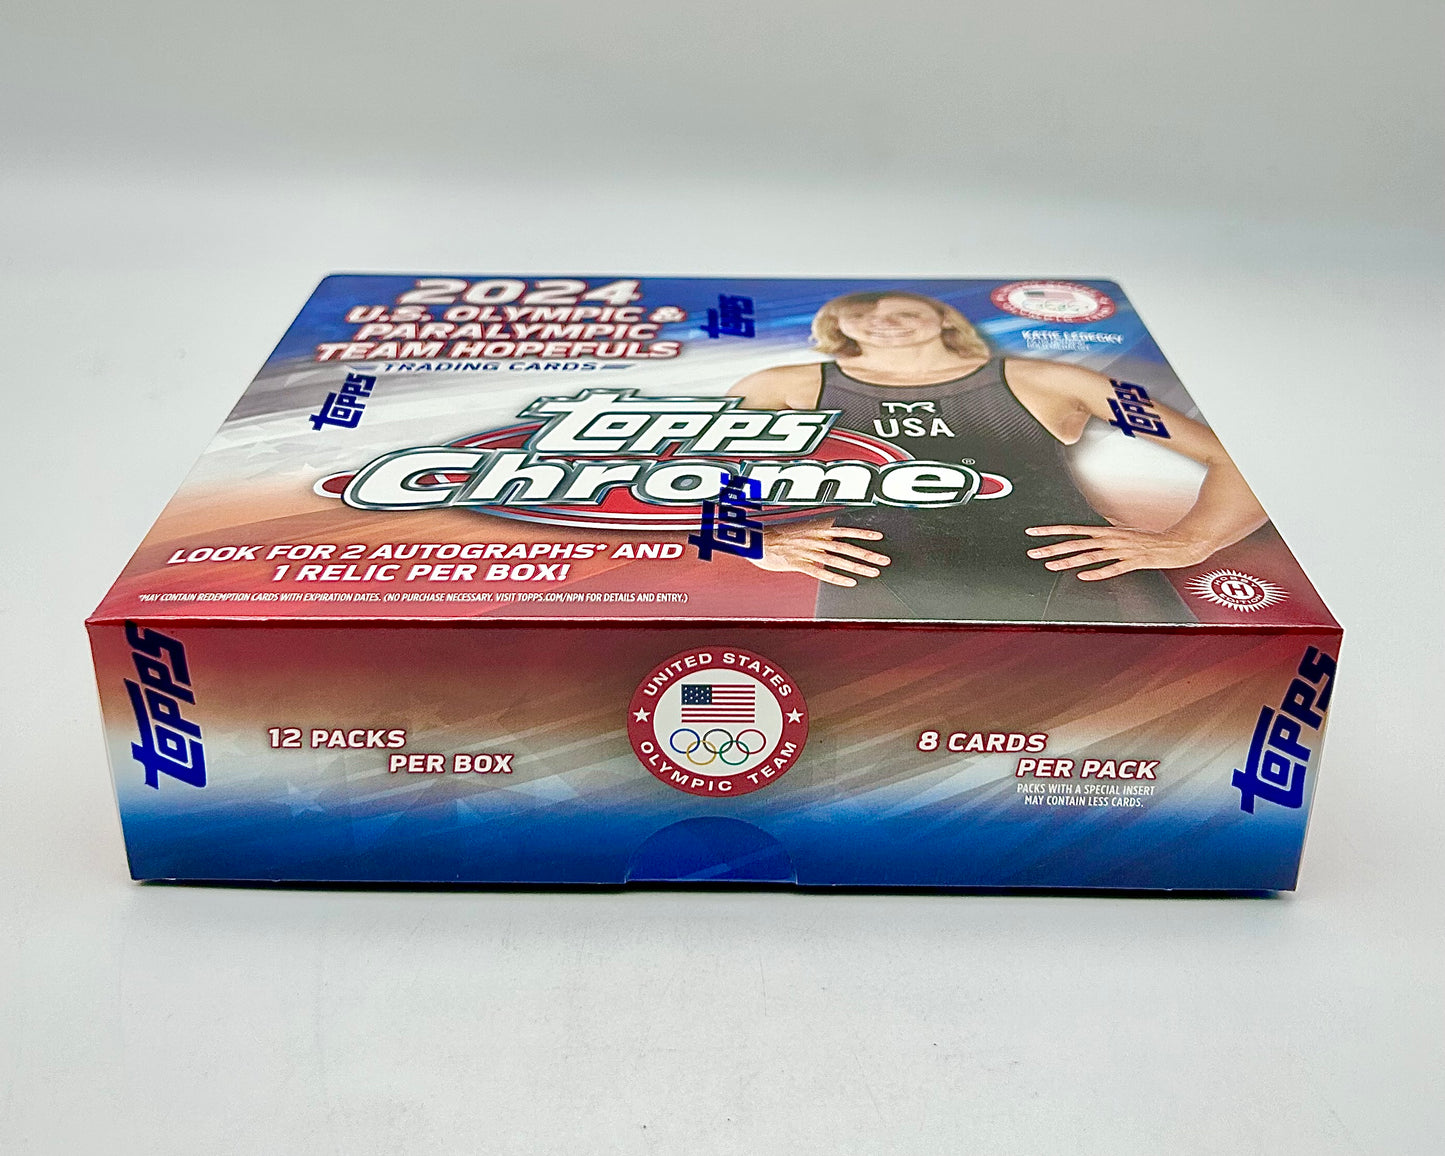 2024
U.S. OLYMPIC &
PARALYMPIC
TEAM HOPEFULS
TRADING CARDS
KATIE LEDECKY
TOPPS
TOPPS
TOPPS
TYR
USA
TOPPS
Chrome®
TOPPS
LOOK FOR 2 AUTOGRAPHS* AND
1 RELIC PER BOX!
*MAY CONTAIN REDEMPTION CARDS WITH EXPIRATION DATES. (NO PURCHASE NECESSARY. VISIT TOPPS.COM/NPN FOR DETAILS AND ENTRY.)
HOBBY
H
EDITION
TOPPS
12 PACKS
PER BOX
UNITED STATES
OLYMPIC TEAM
8 CARDS
PER PACK
PACKS WITH A SPECIAL INSERT
MAY CONTAIN LESS CARDS.
TOPPS